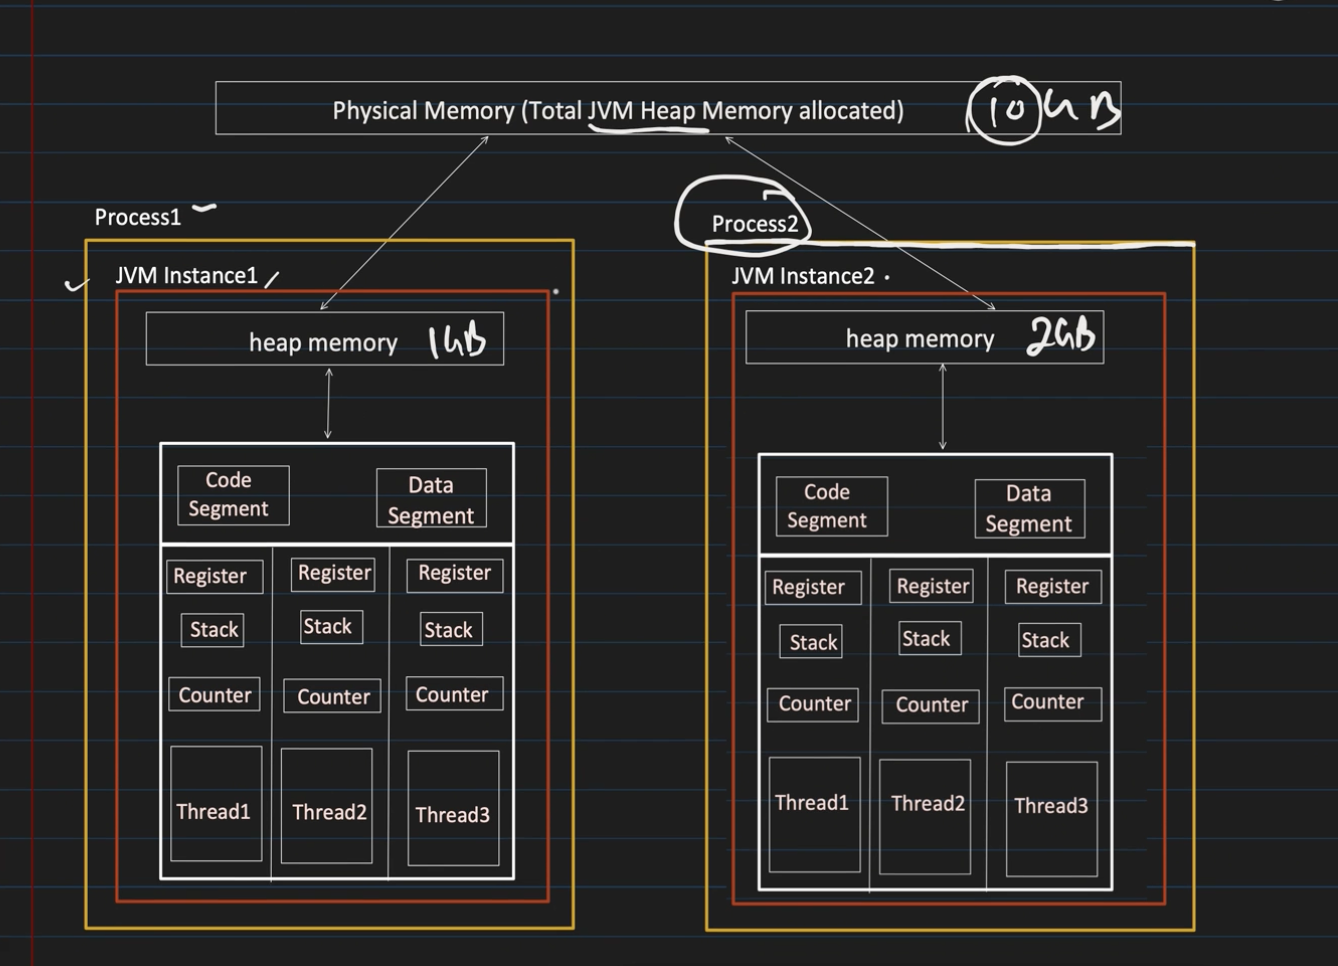 Physical Memory (Total JVM Heap Memory allocated) 10 GB
Process1
Process2
JVM Instance1
JVM Instance2
heap memory 1GB
heap memory 2GB
Code
Segment
Data
Segment
Code
Segment
Data
Segment
Register Register Register
Stack Stack Stack
Counter Counter Counter
Thread1 Thread2 Thread3
Register Register Register
Stack Stack Stack
Counter Counter Counter
Thread1 Thread2 Thread3